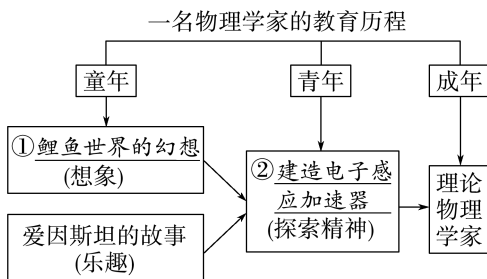 一名物理学家的教育历程
童年
青年
成年
①鲤鱼世界的幻想
(想象)
爱因斯坦的故事
(乐趣)
②建造电子感
应加速器
(探索精神)
理论
物理
学家